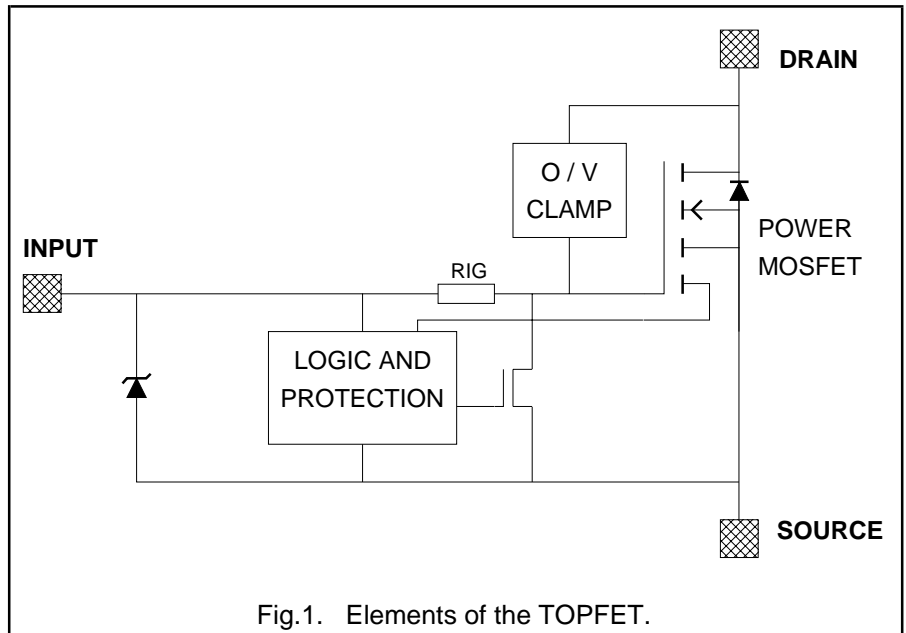 DRAIN
O / V
CLAMP
POWER
MOSFET
INPUT
RIG
LOGIC AND
PROTECTION
SOURCE
Fig.1. Elements of the TOPFET.